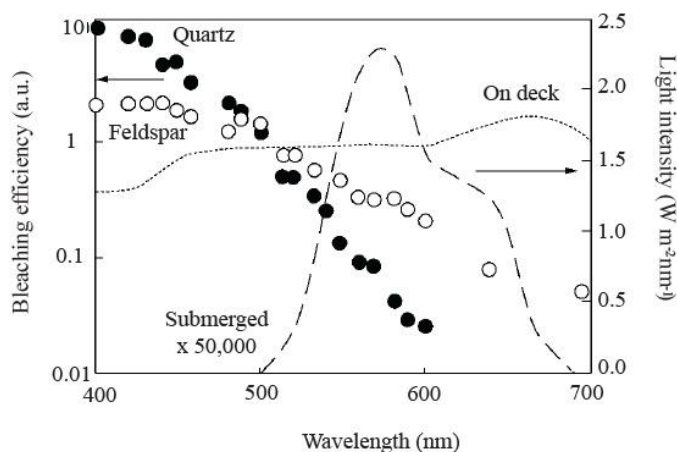 Bleaching efficiency (a.u.)
10
1
0.1
0.01
Quartz
Feldspar
On deck
Submerged
x 50,000
2.5
2.0
1.5
1.0
0.5
0.0
Light intensity (W m⁻²nm⁻¹)
400
500
600
700
Wavelength (nm)